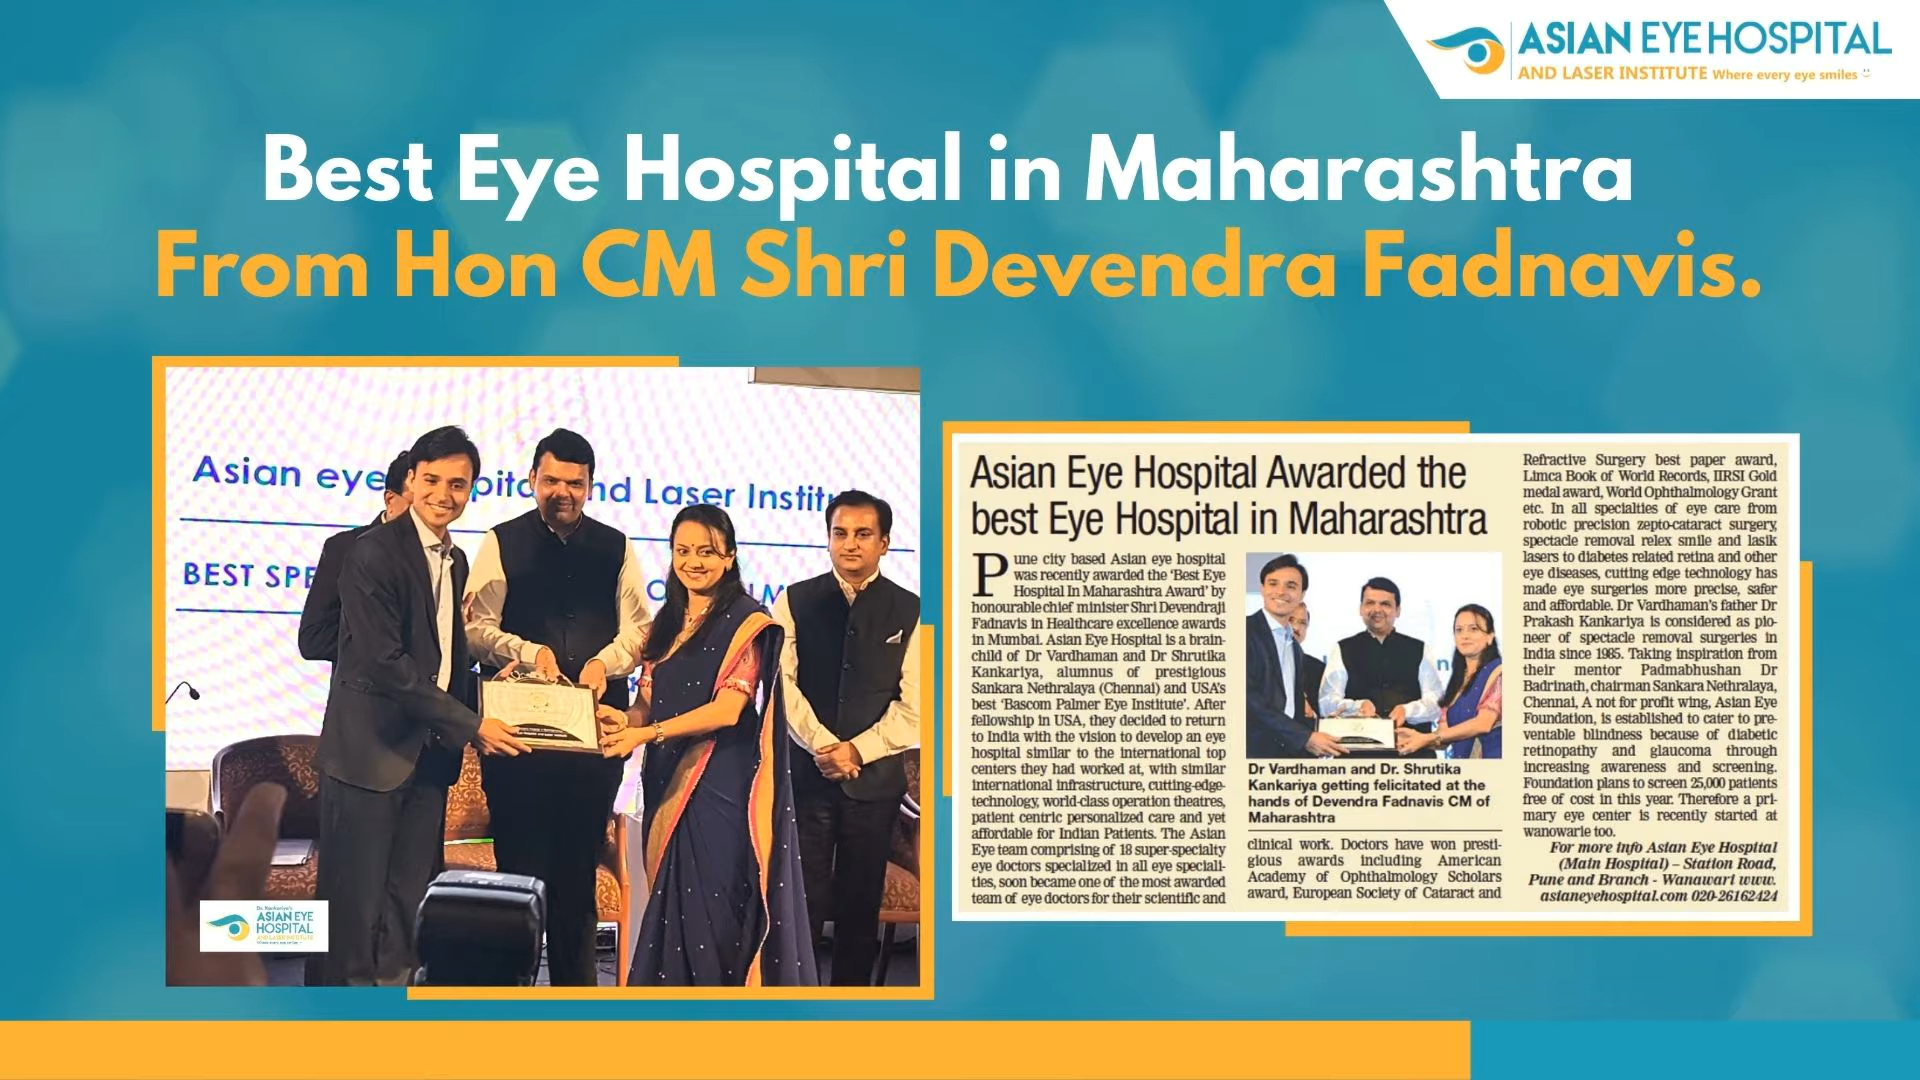 ASIAN EYE HOSPITAL
AND LASER INSTITUTE Where every eye smiles
Best Eye Hospital in Maharashtra
From Hon CM Shri Devendra Fadnavis.
Asian eye nd Laser Instit
BEST SPE
Dr. Kankariya's
ASIAN EYE
HOSPITAL
AND LASER INSTITUTE
Where every eye smiles
Asian Eye Hospital Awarded the
best Eye Hospital in Maharashtra
Pune city based Asian eye hospital
was recently awarded the 'Best Eye
Hospital In Maharashtra Award' by
honourable chief minister Shri Devendraji
Fadnavis in Healthcare excellence awards
in Mumbai. Asian Eye Hospital is a brain-
child of Dr Vardhaman and Dr Shrutika
Kankariya, alumnus of prestigious
Sankara Nethralaya (Chennai) and USA's
best 'Bascom Palmer Eye Institute'. After
fellowship in USA, they decided to return
to India with the vision to develop an eye
hospital similar to the international top
centers they had worked at, with similar
international infrastructure, cutting-edge-
technology, world-class operation theatres,
patient centric personalized care and yet
affordable for Indian Patients. The Asian
Eye team comprising of 18 super-specialty
eye doctors specialized in all eye speciali-
ties, soon became one of the most awarded
team of eye doctors for their scientific and
Dr Vardhaman and Dr. Shrutika
Kankariya getting felicitated at the
hands of Devendra Fadnavis CM of
Maharashtra
clinical work. Doctors have won presti-
gious awards including American
Academy of Ophthalmology Scholars
award, European Society of Cataract and
Refractive Surgery best paper award,
Limca Book of World Records, IIRSI Gold
medal award, World Ophthalmology Grant
etc. In all specialties of eye care from
robotic precision zepto-cataract surgery,
spectacle removal relex smile and lasik
lasers to diabetes related retina and other
eye diseases, cutting edge technology has
made eye surgeries more precise, safer
and affordable. Dr Vardhaman's father Dr
Prakash Kankariya is considered as pio-
neer of spectacle removal surgeries in
India since 1985. Taking inspiration from
their mentor Padmabhushan Dr
Badrinath, chairman Sankara Nethralaya,
Chennai, A not for profit wing, Asian Eye
Foundation, is established to cater to pre-
ventable blindness because of diabetic
retinopathy and glaucoma through
increasing awareness and screening.
Foundation plans to screen 25,000 patients
free of cost in this year. Therefore a pri-
mary eye center is recently started at
wanowarie too.
For more info Asian Eye Hospital
(Main Hospital) – Station Road,
Pune and Branch - Wanawari www.
asianeyehospital.com 020-26162424